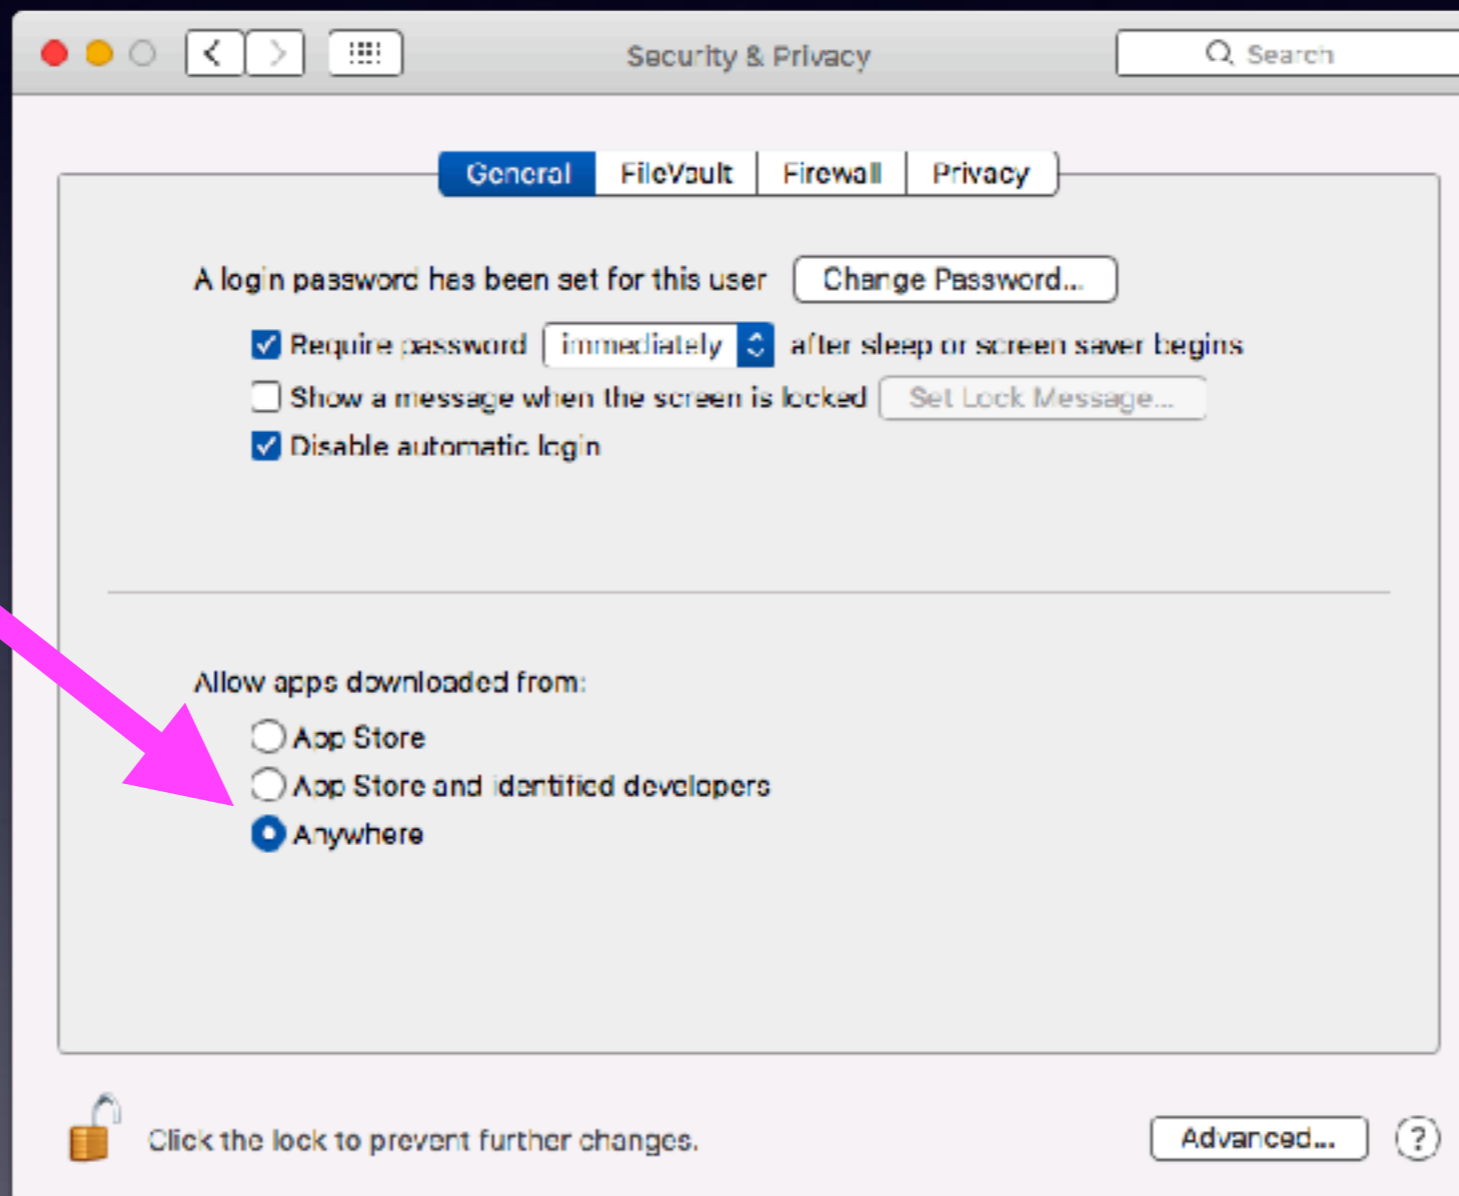 Security & Privacy
Search
General FileVault Firewall Privacy
A login password has been set for this user Change Password...
Require password immediately after sleep or screen saver begins
Show a message when the screen is locked Set Lock Message...
Disable automatic login
Allow apps downloaded from:
App Store
App Store and identified developers
Anywhere
Click the lock to prevent further changes.
Advanced... ?